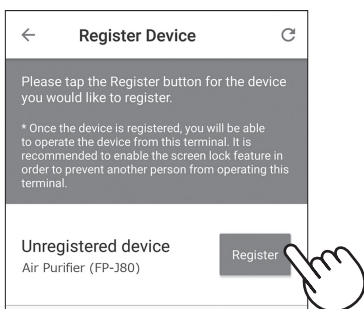 Register Device
Please tap the Register button for the device
you would like to register.
* Once the device is registered, you will be able
to operate the device from this terminal. It is
recommended to enable the screen lock feature in
order to prevent another person from operating this
terminal.
Unregistered device
Air Purifier (FP-J80)
Register